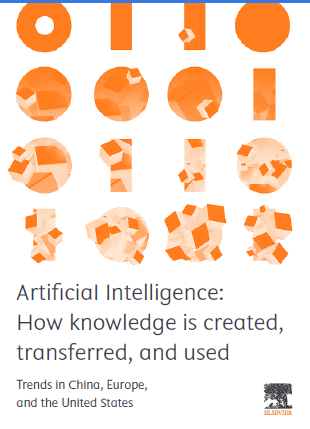 Artificial Intelligence:
How knowledge is created,
transferred, and used
Trends in China, Europe,
and the United States
ELSEVIER